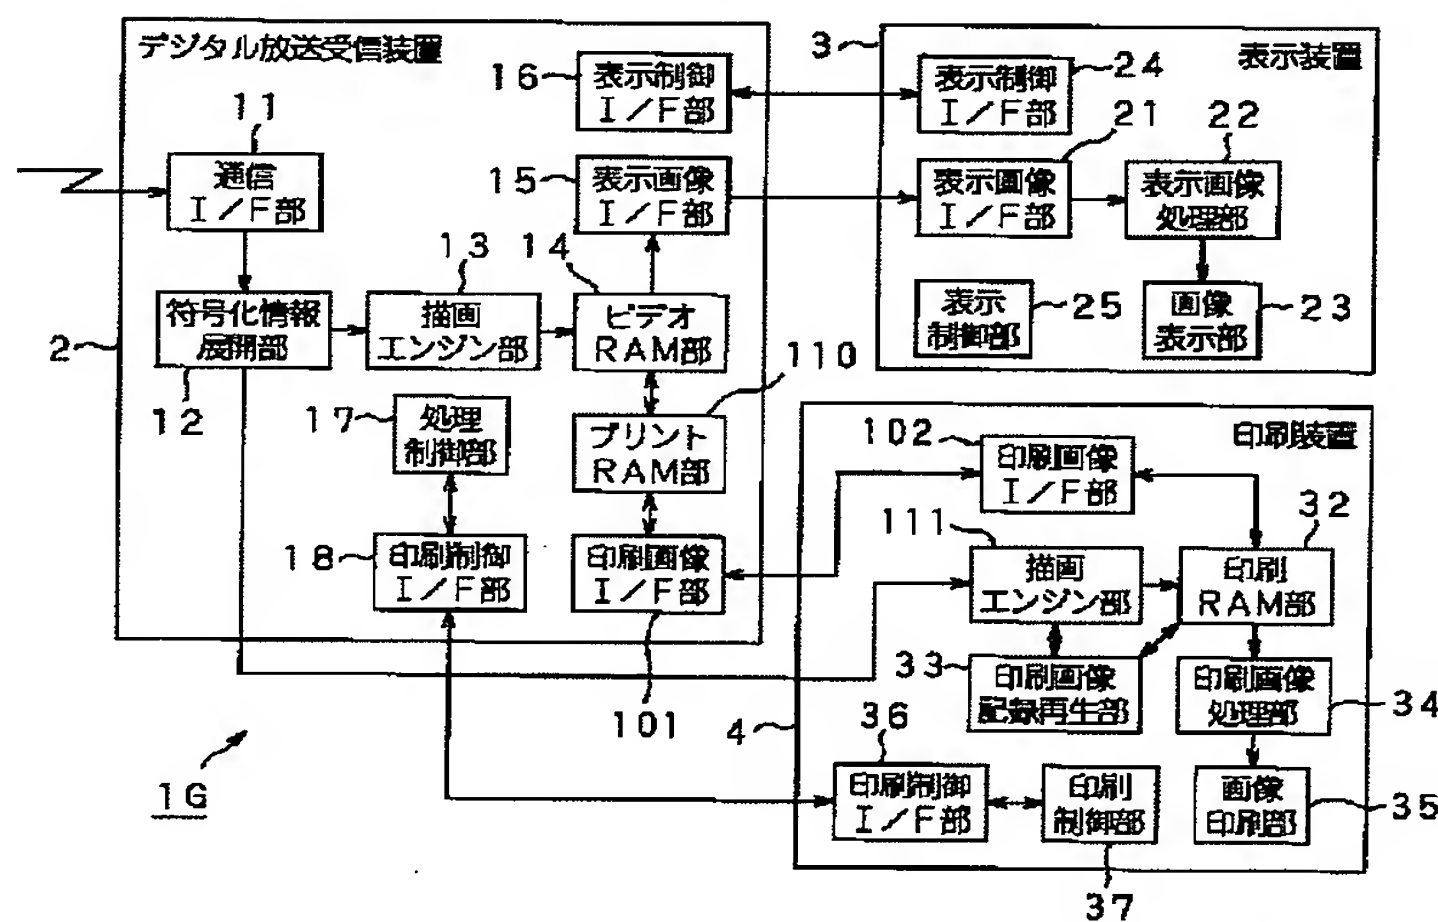 デジタル放送受信装置
16
表示制御
I/F部
11
通信
I/F部
15
表示画像
I/F部
13
14
符号化情報
展開部
描画
エンジン部
ビデオ
RAM部
2
12
110
17
処理
制御部
プリント
RAM部
18
印刷制御
I/F部
印刷画像
I/F部
101
3
表示装置
表示制御
I/F部
24
21
22
表示画像
I/F部
表示画像
処理部
表示
制御部
25
画像
表示部
23
印刷装置
102
印刷画像
I/F部
111
32
描画
エンジン部
印刷
RAM部
33
印刷画像
記録再生部
印刷画像
処理部
34
4
36
印刷制御
I/F部
印刷
制御部
画像
印刷部
35
37
1G